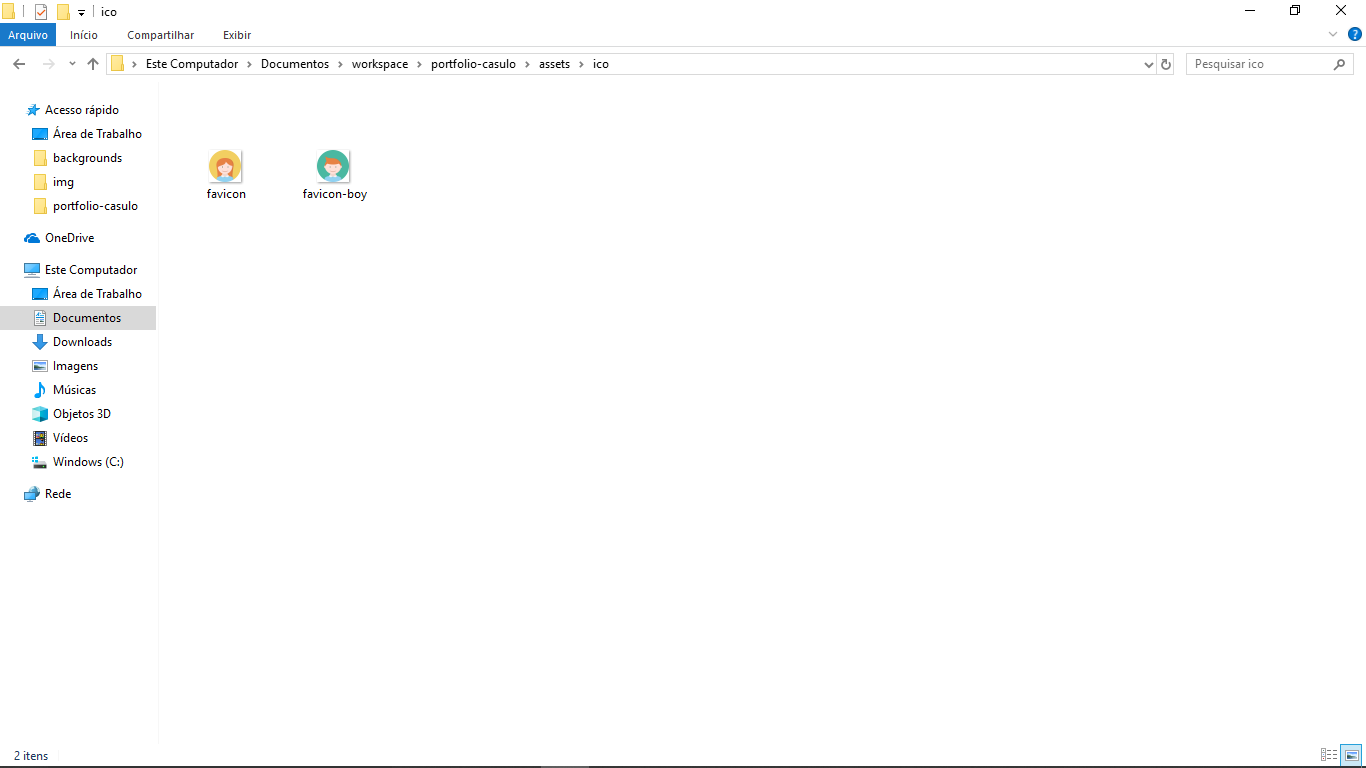 ico
Arquivo Início Compartilhar Exibir
Este Computador Documentos workspace portfolio-casulo assets ico
Pesquisar ico
Acesso rápido
Área de Trabalho
backgrounds
img
portfolio-casulo
OneDrive
Este Computador
Área de Trabalho
Documentos
Downloads
Imagens
Músicas
Objetos 3D
Vídeos
Windows (C:)
Rede
favicon favicon-boy
2 itens